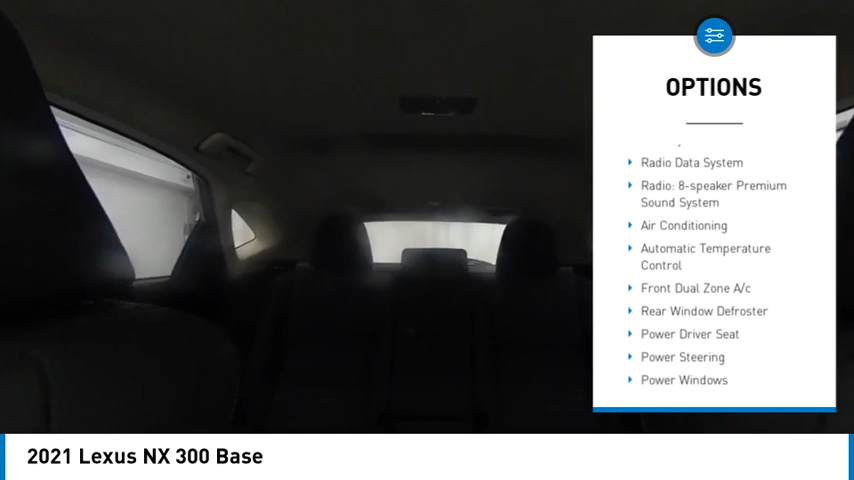 OPTIONS
Radio Data System
Radio: 8-speaker Premium
Sound System
Air Conditioning
Automatic Temperature
Control
Front Dual Zone A/c
Rear Window Defroster
Power Driver Seat
Power Steering
Power Windows
2021 Lexus NX 300 Base